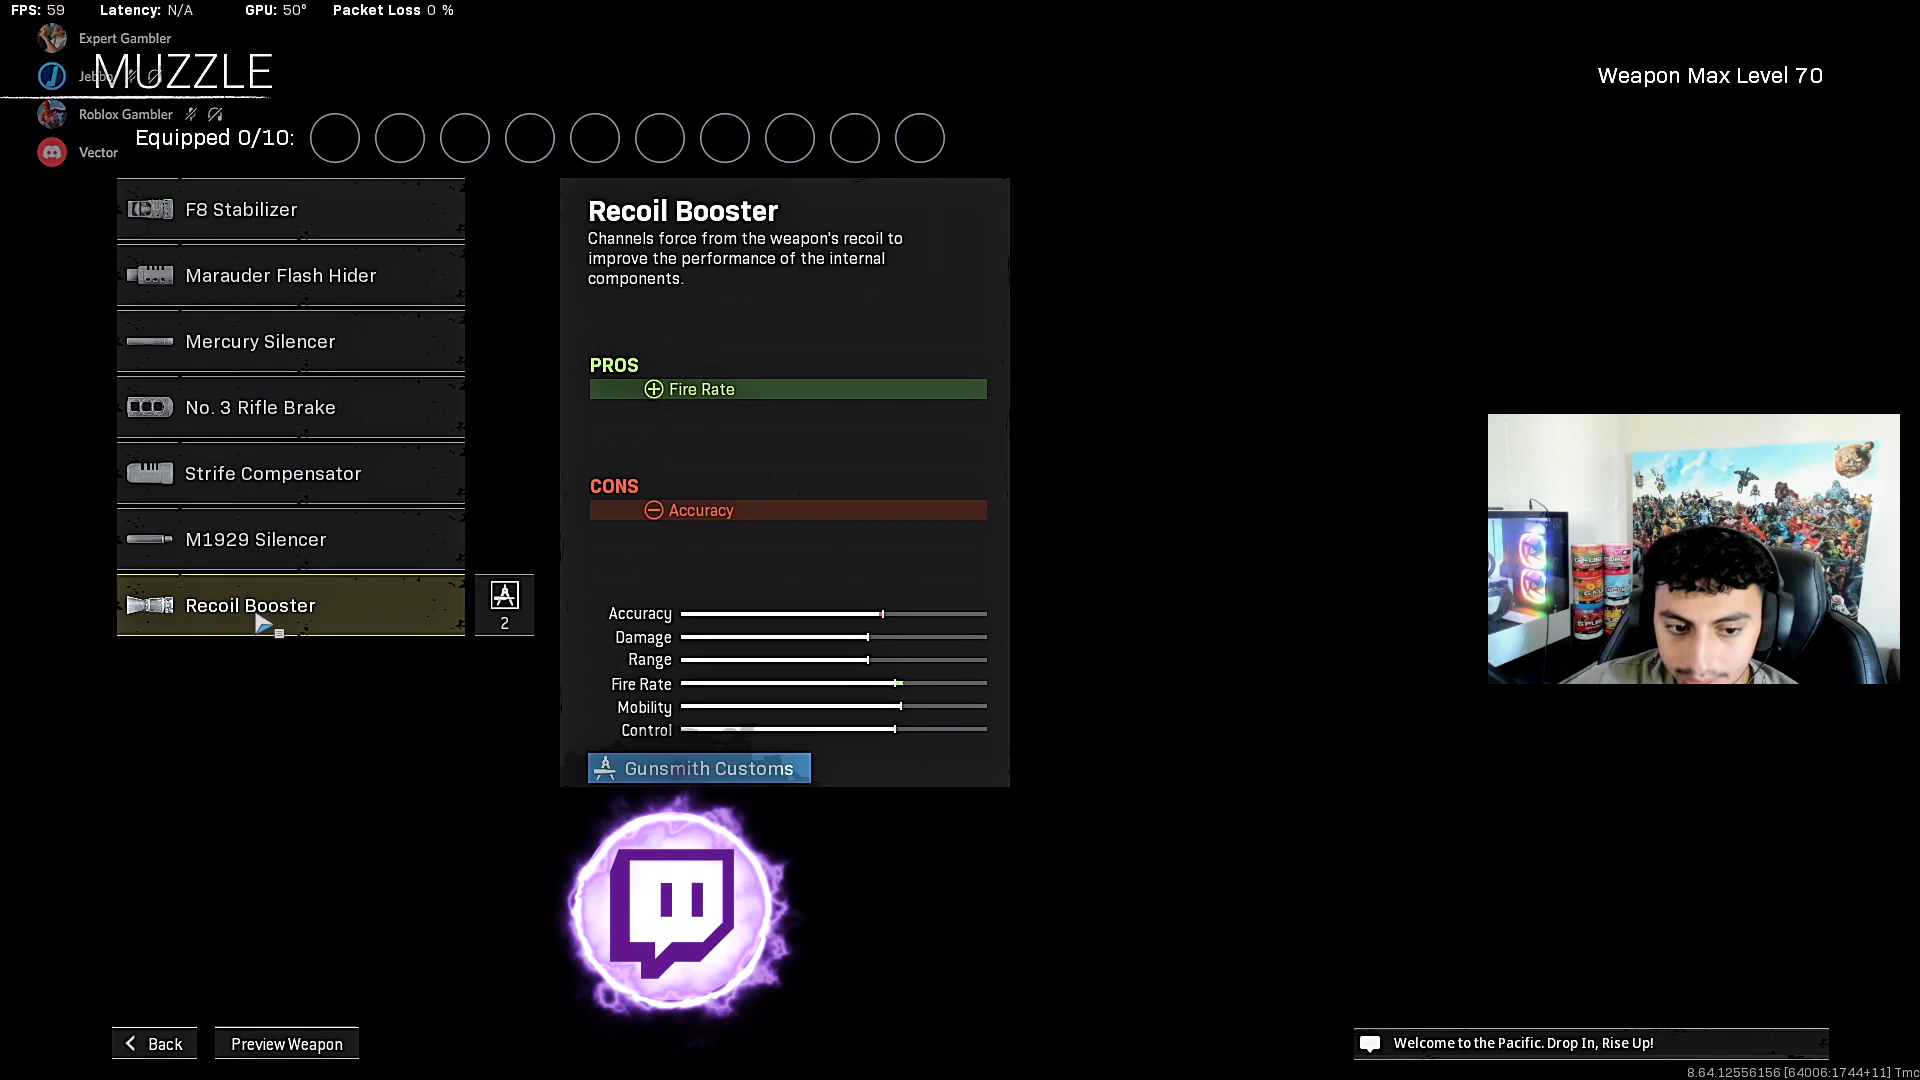 FPS: 59 Latency: N/A GPU: 50° Packet Loss 0 %
Expert Gambler
MUZZLE
Jebbo
Weapon Max Level 70
Roblox Gambler
Equipped 0/10:
Vector
F8 Stabilizer
Marauder Flash Hider
Mercury Silencer
No. 3 Rifle Brake
Strife Compensator
M1929 Silencer
Recoil Booster
2
Recoil Booster
Channels force from the weapon's recoil to
improve the performance of the internal
components.
PROS
Fire Rate
CONS
Accuracy
Accuracy
Damage
Range
Fire Rate
Mobility
Control
Gunsmith Customs
Back
Preview Weapon
Welcome to the Pacific. Drop In, Rise Up!
8.64.12556156 [64006:1744+11] Tmc